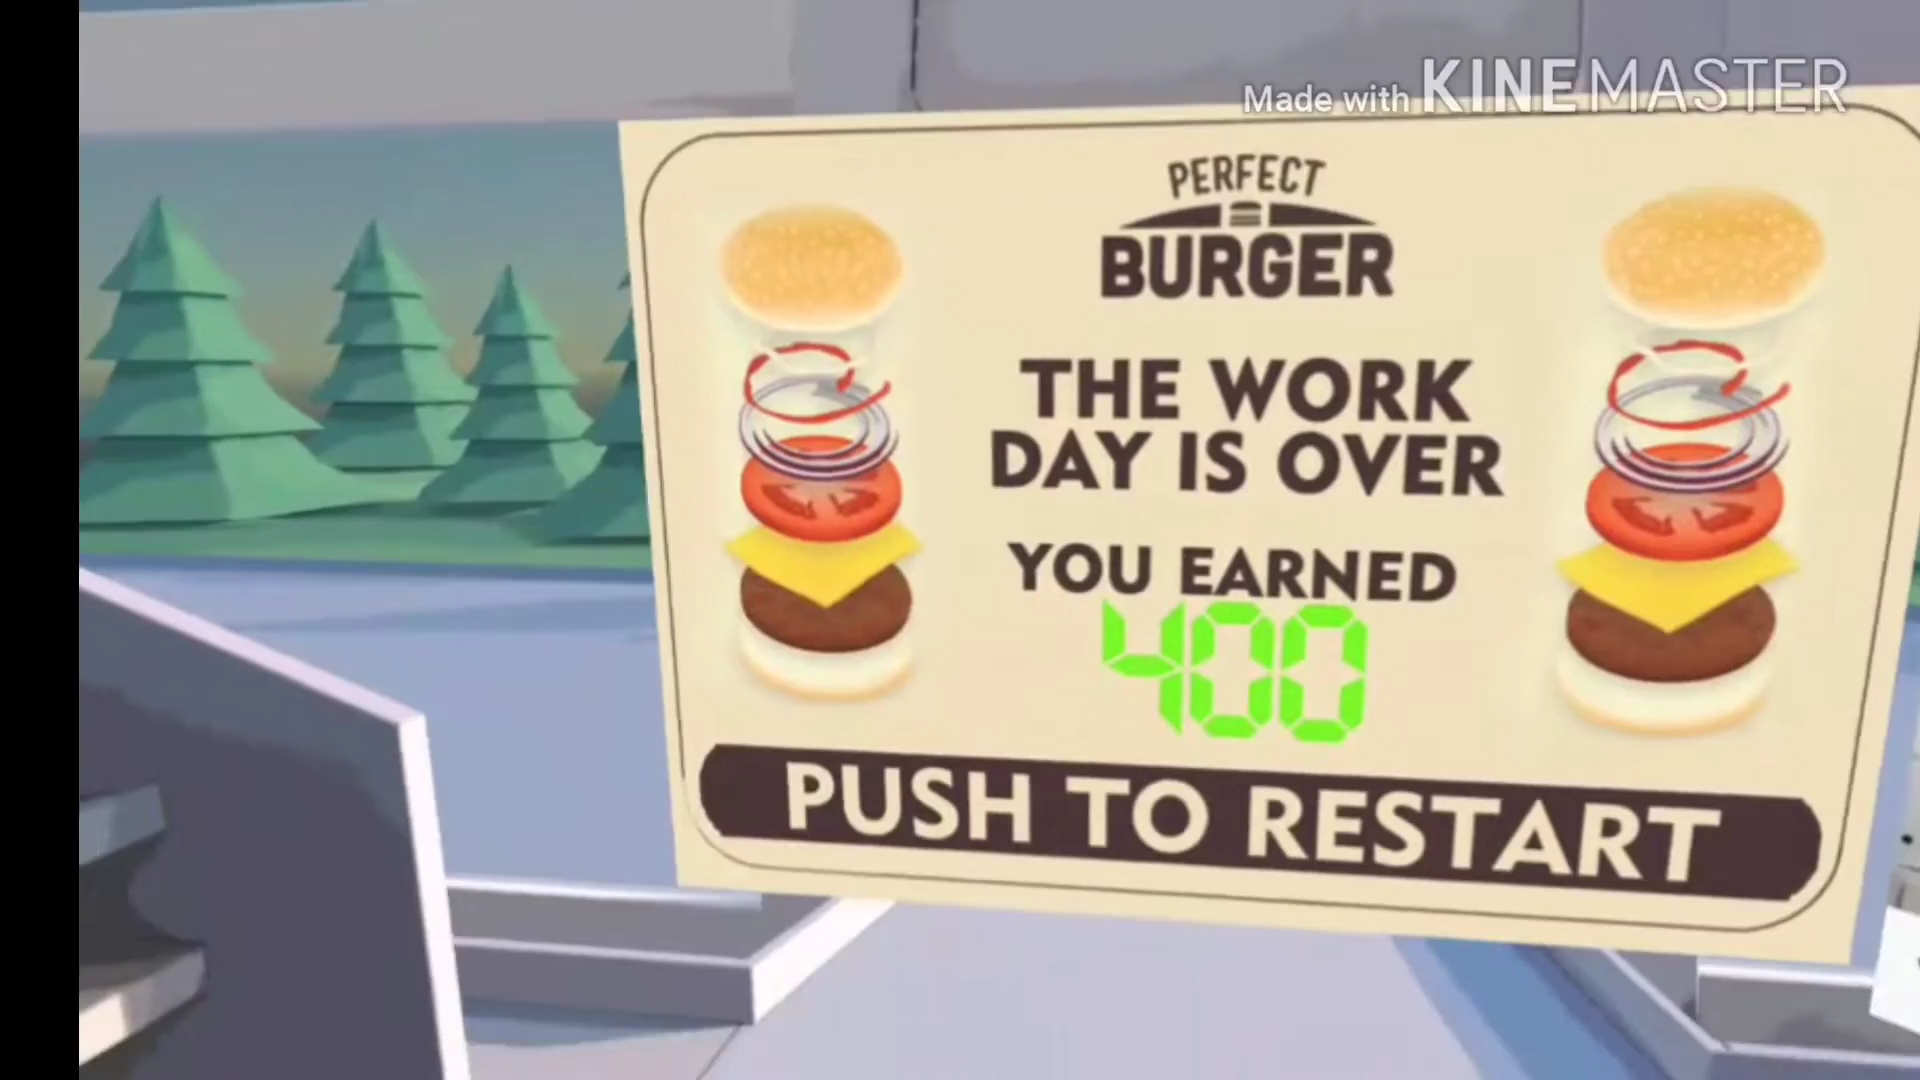 Made with KINEMASTER
PERFECT
BURGER
THE WORK
DAY IS OVER
YOU EARNED
400
PUSH TO RESTART